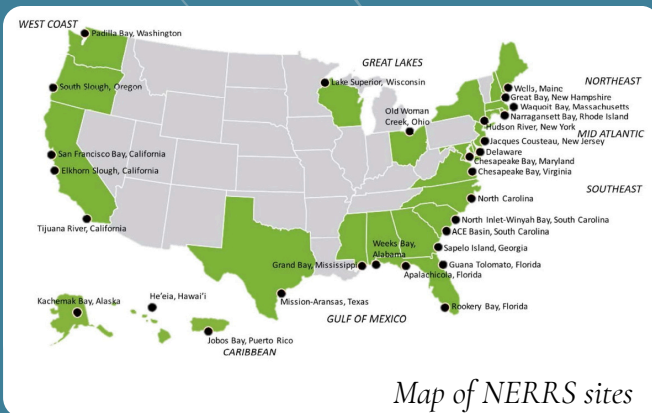 WEST COAST
Padilla Bay, Washington
South Slough, Oregon
San Francisco Bay, California
Elkhorn Slough, California
Tijuana River, California
GREAT LAKES
Lake Superior, Wisconsin
Old Woman
Creek, Ohio
NORTHEAST
Wells, Maine
Great Bay, New Hampshire
Waquoit Bay, Massachusetts
Narragansett Bay, Rhode Island
Hudson River, New York
MID ATLANTIC
Jacques Cousteau, New Jersey
Delaware
Chesapeake Bay, Maryland
Chesapeake Bay, Virginia
SOUTHEAST
North Carolina
North Inlet-Winyah Bay, South Carolina
ACE Basin, South Carolina
Sapelo Island, Georgia
Guana Tolomato, Florida
Rookery Bay, Florida
Apalachicola, Florida
Weeks Bay,
Alabama
Grand Bay, Mississippi
Mission-Aransas, Texas
GULF OF MEXICO
Kachemak Bay, Alaska
He'eia, Hawai'i
Jobos Bay, Puerto Rico
CARIBBEAN
Map of NERRS sites